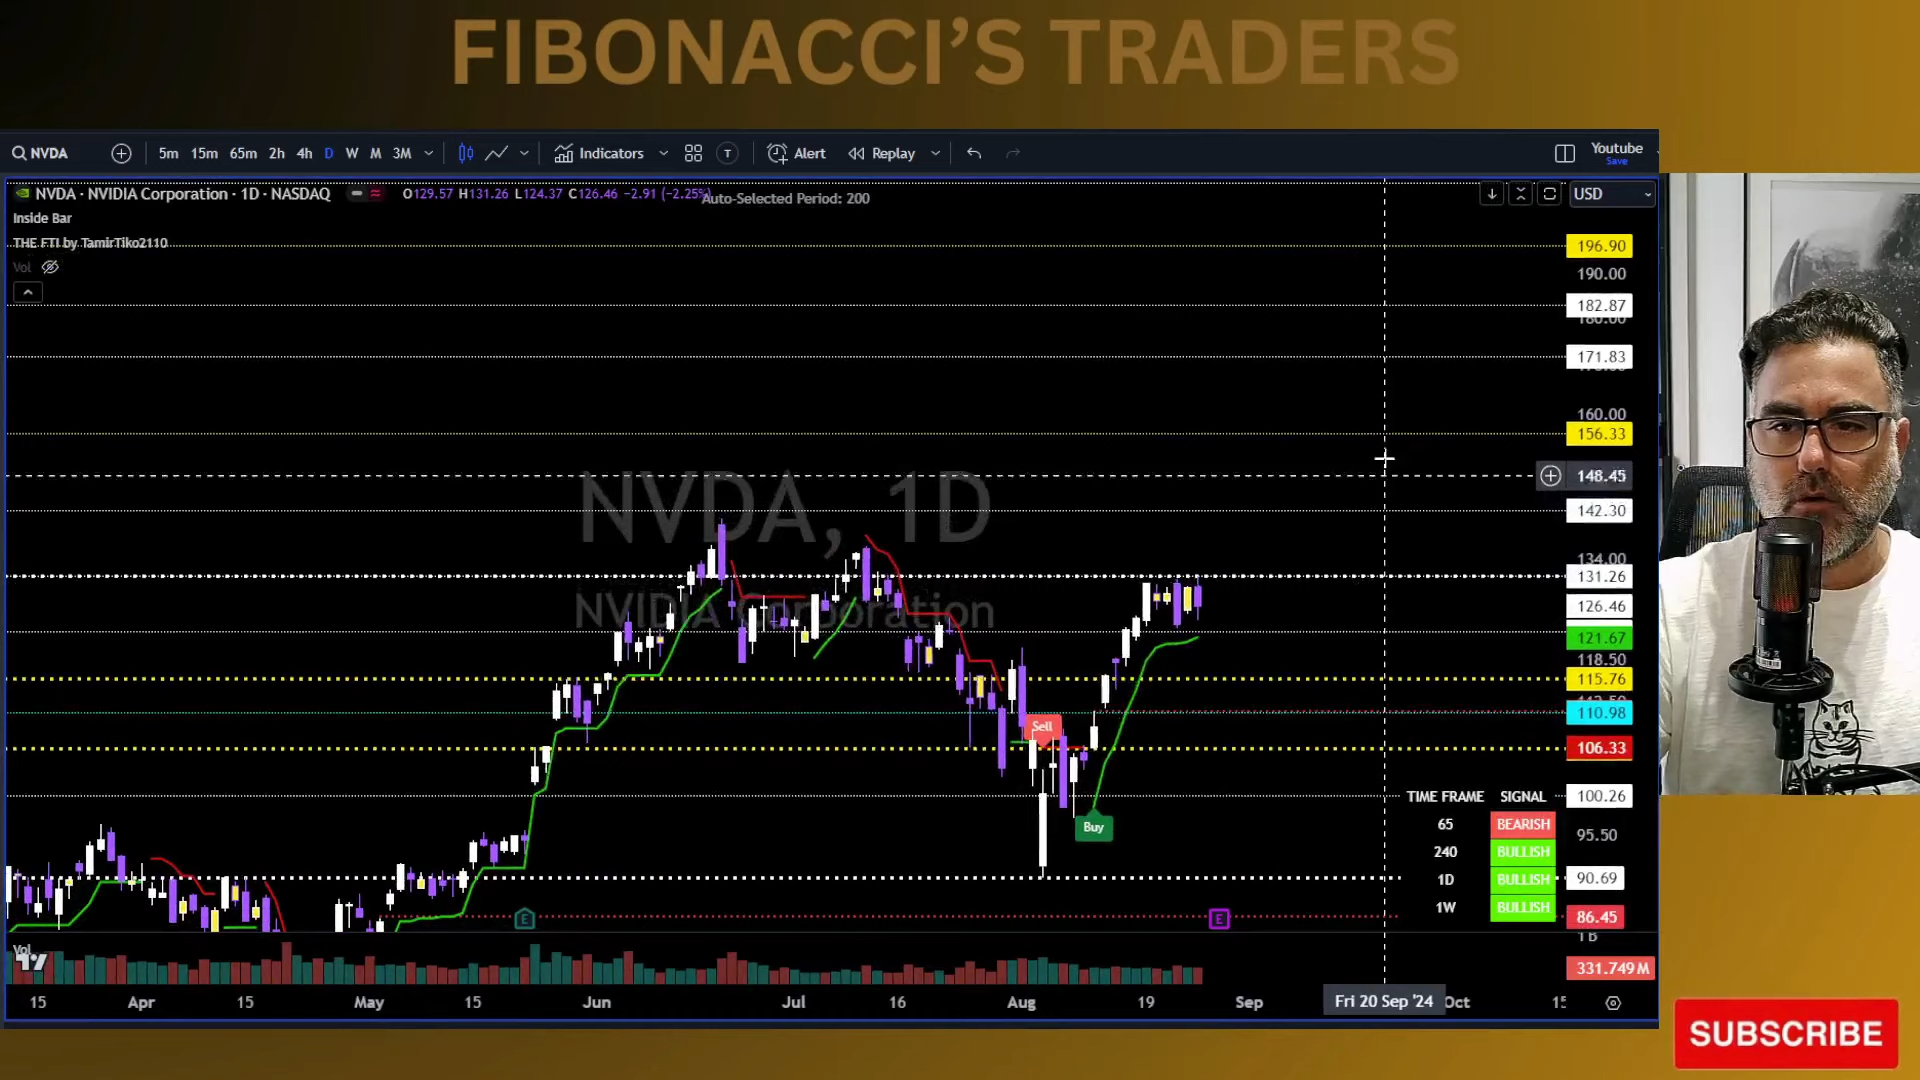 FIBONACCI'S TRADERS
NVDA 5m 15m 65m 2h 4h D W M 3M Indicators T Alert Replay Youtube
Save
NVDA · NVIDIA Corporation · 1D · NASDAQ O129.57 H131.26 L124.37 C126.46 −2.91 (−2.25%) Auto-Selected Period: 200 USD
Inside Bar
THE FTI by TamirTiko2110
Vol
196.90
190.00
182.87
171.83
160.00
156.33
148.45
142.30
NVDA, 1D
NVIDIA Corporation
134.00
131.26
126.46
121.67
118.50
115.76
110.98
106.33
100.26
95.50
90.69
86.45
1B
331.749 M
Sell
Buy
TIME FRAME SIGNAL
65 BEARISH
240 BULLISH
1D BULLISH
1W BULLISH
E E
Vol
15 Apr 15 May 15 Jun Jul 16 Aug 19 Sep Fri 20 Sep '24 Oct
SUBSCRIBE